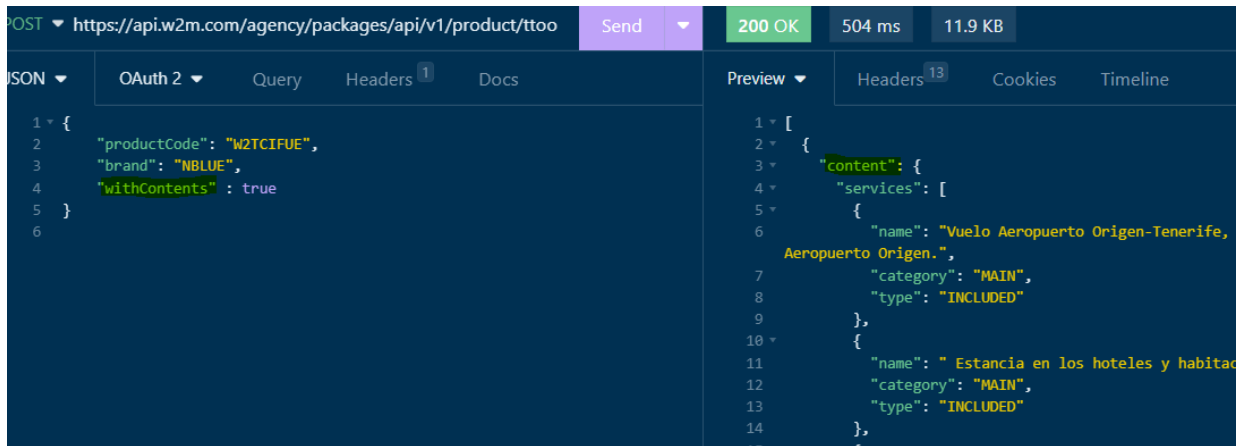 POST https://api.w2m.com/agency/packages/api/v1/product/ttoo Send 200 OK 504 ms 11.9 KB
JSON OAuth 2 Query Headers 1 Docs Preview Headers 13 Cookies Timeline
1 {
2 "productCode": "W2TCIFUE",
3 "brand": "NBLUE",
4 "withContents" : true
5 }
6
1 [
2 {
3 "content": {
4 "services": [
5 {
6 "name": "Vuelo Aeropuerto Origen-Tenerife,
Aeropuerto Origen.",
7 "category": "MAIN",
8 "type": "INCLUDED"
9 },
10 {
11 "name": " Estancia en los hoteles y habitac
12 "category": "MAIN",
13 "type": "INCLUDED"
14 },